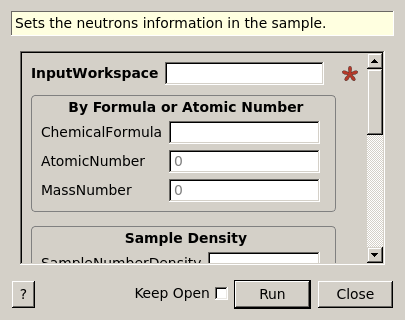 Sets the neutrons information in the sample.
InputWorkspace
By Formula or Atomic Number
ChemicalFormula
AtomicNumber 0
MassNumber 0
Sample Density
SampleNumberDensity
? Keep Open Run Close